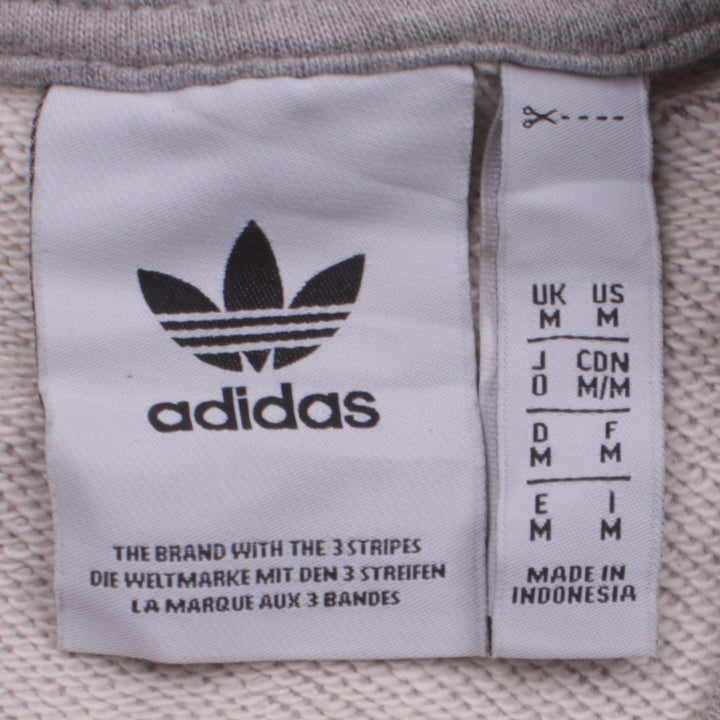 adidas
THE BRAND WITH THE 3 STRIPES
DIE WELTMARKE MIT DEN 3 STREIFEN
LA MARQUE AUX 3 BANDES
UK US
M M
J CDN
O M/M
D F
M M
E I
M M
MADE IN
INDONESIA